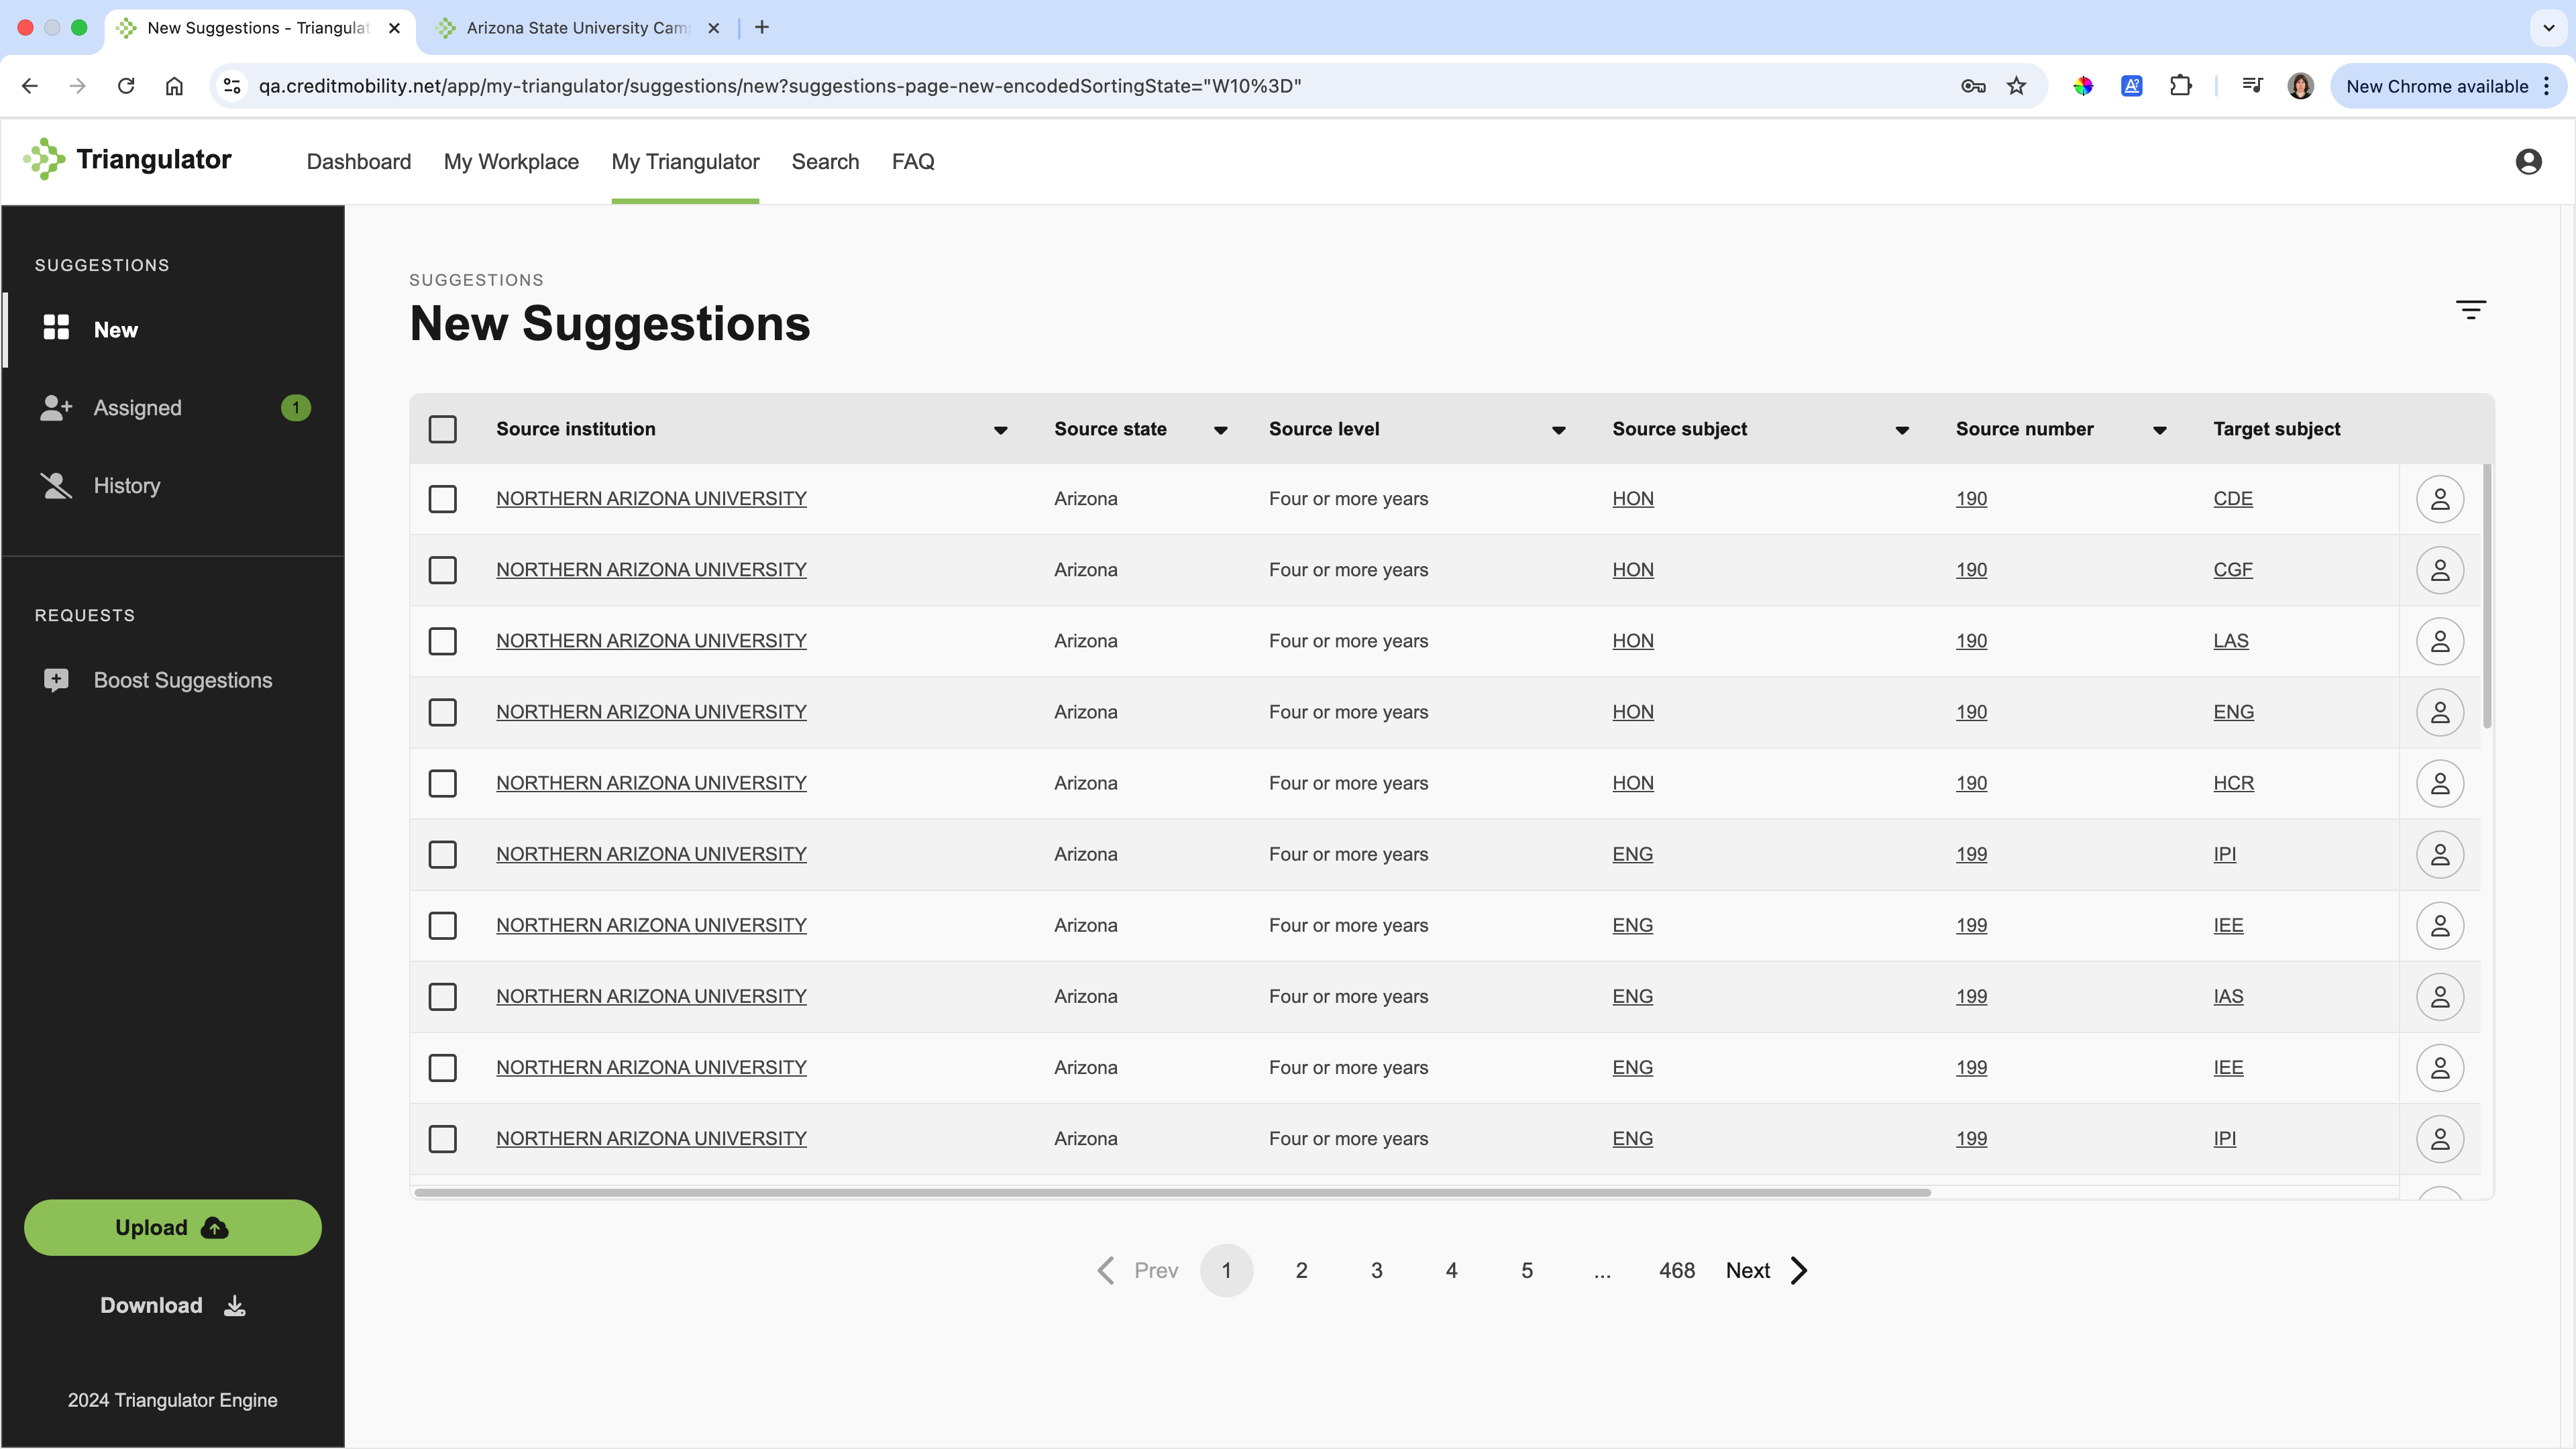 New Suggestions - Triangulat
Arizona State University Cam
qa.creditmobility.net/app/my-triangulator/suggestions/new?suggestions-page-new-encodedSortingState="W10%3D"
New Chrome available
Triangulator
Dashboard
My Workplace
My Triangulator
Search
FAQ
SUGGESTIONS
New
Assigned
1
History
REQUESTS
Boost Suggestions
Upload
Download
2024 Triangulator Engine
SUGGESTIONS
New Suggestions
Source institution Source state Source level Source subject Source number Target subject
NORTHERN ARIZONA UNIVERSITY Arizona Four or more years HON 190 CDE
NORTHERN ARIZONA UNIVERSITY Arizona Four or more years HON 190 CGF
NORTHERN ARIZONA UNIVERSITY Arizona Four or more years HON 190 LAS
NORTHERN ARIZONA UNIVERSITY Arizona Four or more years HON 190 ENG
NORTHERN ARIZONA UNIVERSITY Arizona Four or more years HON 190 HCR
NORTHERN ARIZONA UNIVERSITY Arizona Four or more years ENG 199 IPI
NORTHERN ARIZONA UNIVERSITY Arizona Four or more years ENG 199 IEE
NORTHERN ARIZONA UNIVERSITY Arizona Four or more years ENG 199 IAS
NORTHERN ARIZONA UNIVERSITY Arizona Four or more years ENG 199 IEE
NORTHERN ARIZONA UNIVERSITY Arizona Four or more years ENG 199 IPI
Prev 1 2 3 4 5 ... 468 Next